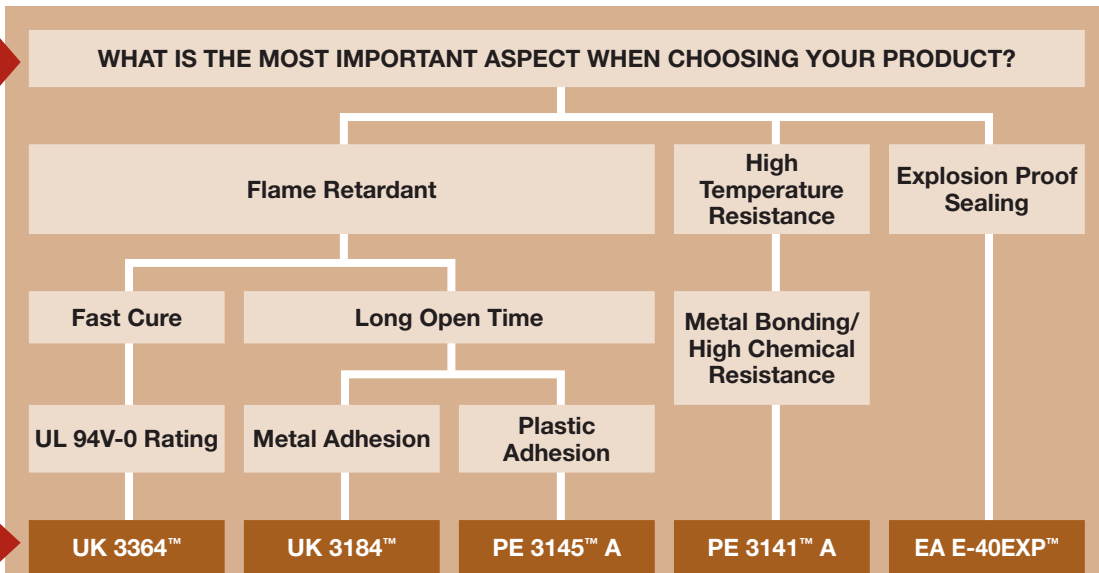 WHAT IS THE MOST IMPORTANT ASPECT WHEN CHOOSING YOUR PRODUCT?
Flame Retardant
High
Temperature
Resistance
Explosion Proof
Sealing
Fast Cure
Long Open Time
Metal Bonding/
High Chemical
Resistance
UL 94V-0 Rating
Metal Adhesion
Plastic
Adhesion
UK 3364™
UK 3184™
PE 3145™ A
PE 3141™ A
EA E-40EXP™